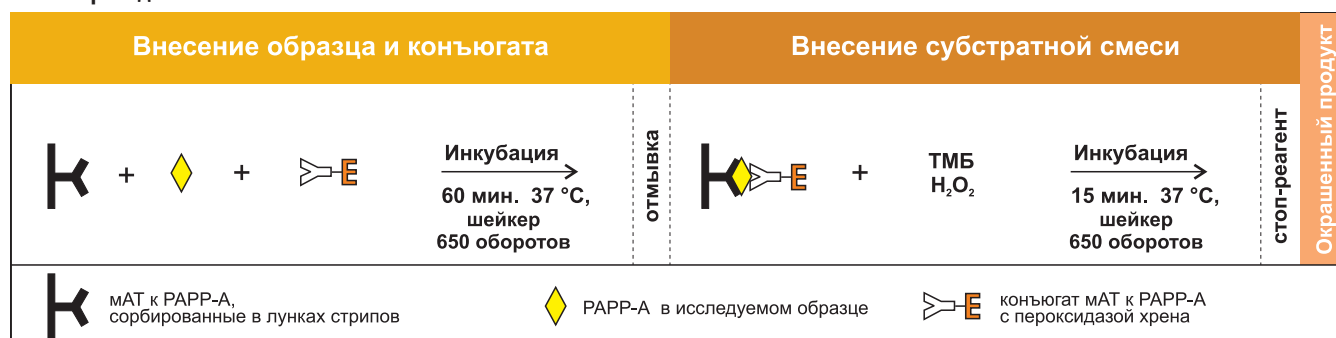 Внесение образца и конъюгата
Внесение субстратной смеси
Окрашенный продукт
+
+
E
Инкубация
60 мин. 37 °C,
шейкер
650 оборотов
отмывка
E
+
ТМБ
H₂O₂
Инкубация
15 мин. 37 °C,
шейкер
650 оборотов
стоп-реагент
мАТ к PAPP-A,
сорбированные в лунках стрипов
PAPP-A в исследуемом образце
E
конъюгат мАТ к PAPP-A
с пероксидазой хрена